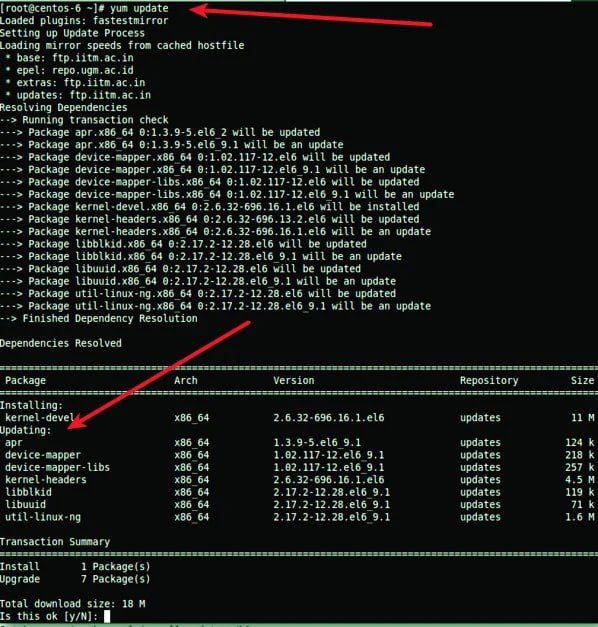 [root@centos-6 ~]# yum update
Loaded plugins: fastestmirror
Setting up Update Process
Loading mirror speeds from cached hostfile
 * base: ftp.iitm.ac.in
 * epel: repo.ugm.ac.id
 * extras: ftp.iitm.ac.in
 * updates: ftp.iitm.ac.in
Resolving Dependencies
--> Running transaction check
---> Package apr.x86_64 0:1.3.9-5.el6_2 will be updated
---> Package apr.x86_64 0:1.3.9-5.el6_9.1 will be an update
---> Package device-mapper.x86_64 0:1.02.117-12.el6 will be updated
---> Package device-mapper.x86_64 0:1.02.117-12.el6_9.1 will be an update
---> Package device-mapper-libs.x86_64 0:1.02.117-12.el6 will be updated
---> Package device-mapper-libs.x86_64 0:1.02.117-12.el6_9.1 will be an update
---> Package kernel-devel.x86_64 0:2.6.32-696.16.1.el6 will be installed
---> Package kernel-headers.x86_64 0:2.6.32-696.13.2.el6 will be updated
---> Package kernel-headers.x86_64 0:2.6.32-696.16.1.el6 will be an update
---> Package libblkid.x86_64 0:2.17.2-12.28.el6 will be updated
---> Package libblkid.x86_64 0:2.17.2-12.28.el6_9.1 will be an update
---> Package libuuid.x86_64 0:2.17.2-12.28.el6 will be updated
---> Package libuuid.x86_64 0:2.17.2-12.28.el6_9.1 will be an update
---> Package util-linux-ng.x86_64 0:2.17.2-12.28.el6 will be updated
---> Package util-linux-ng.x86_64 0:2.17.2-12.28.el6_9.1 will be an update
--> Finished Dependency Resolution
Dependencies Resolved
Package Arch Version Repository Size
Installing:
kernel-devel x86_64 2.6.32-696.16.1.el6 updates 11 M
Updating:
apr x86_64 1.3.9-5.el6_9.1 updates 124 k
device-mapper x86_64 1.02.117-12.el6_9.1 updates 218 k
device-mapper-libs x86_64 1.02.117-12.el6_9.1 updates 257 k
kernel-headers x86_64 2.6.32-696.16.1.el6 updates 4.5 M
libblkid x86_64 2.17.2-12.28.el6_9.1 updates 119 k
libuuid x86_64 2.17.2-12.28.el6_9.1 updates 71 k
util-linux-ng x86_64 2.17.2-12.28.el6_9.1 updates 1.6 M
Transaction Summary
Install 1 Package(s)
Upgrade 7 Package(s)
Total download size: 18 M
Is this ok [y/N]: